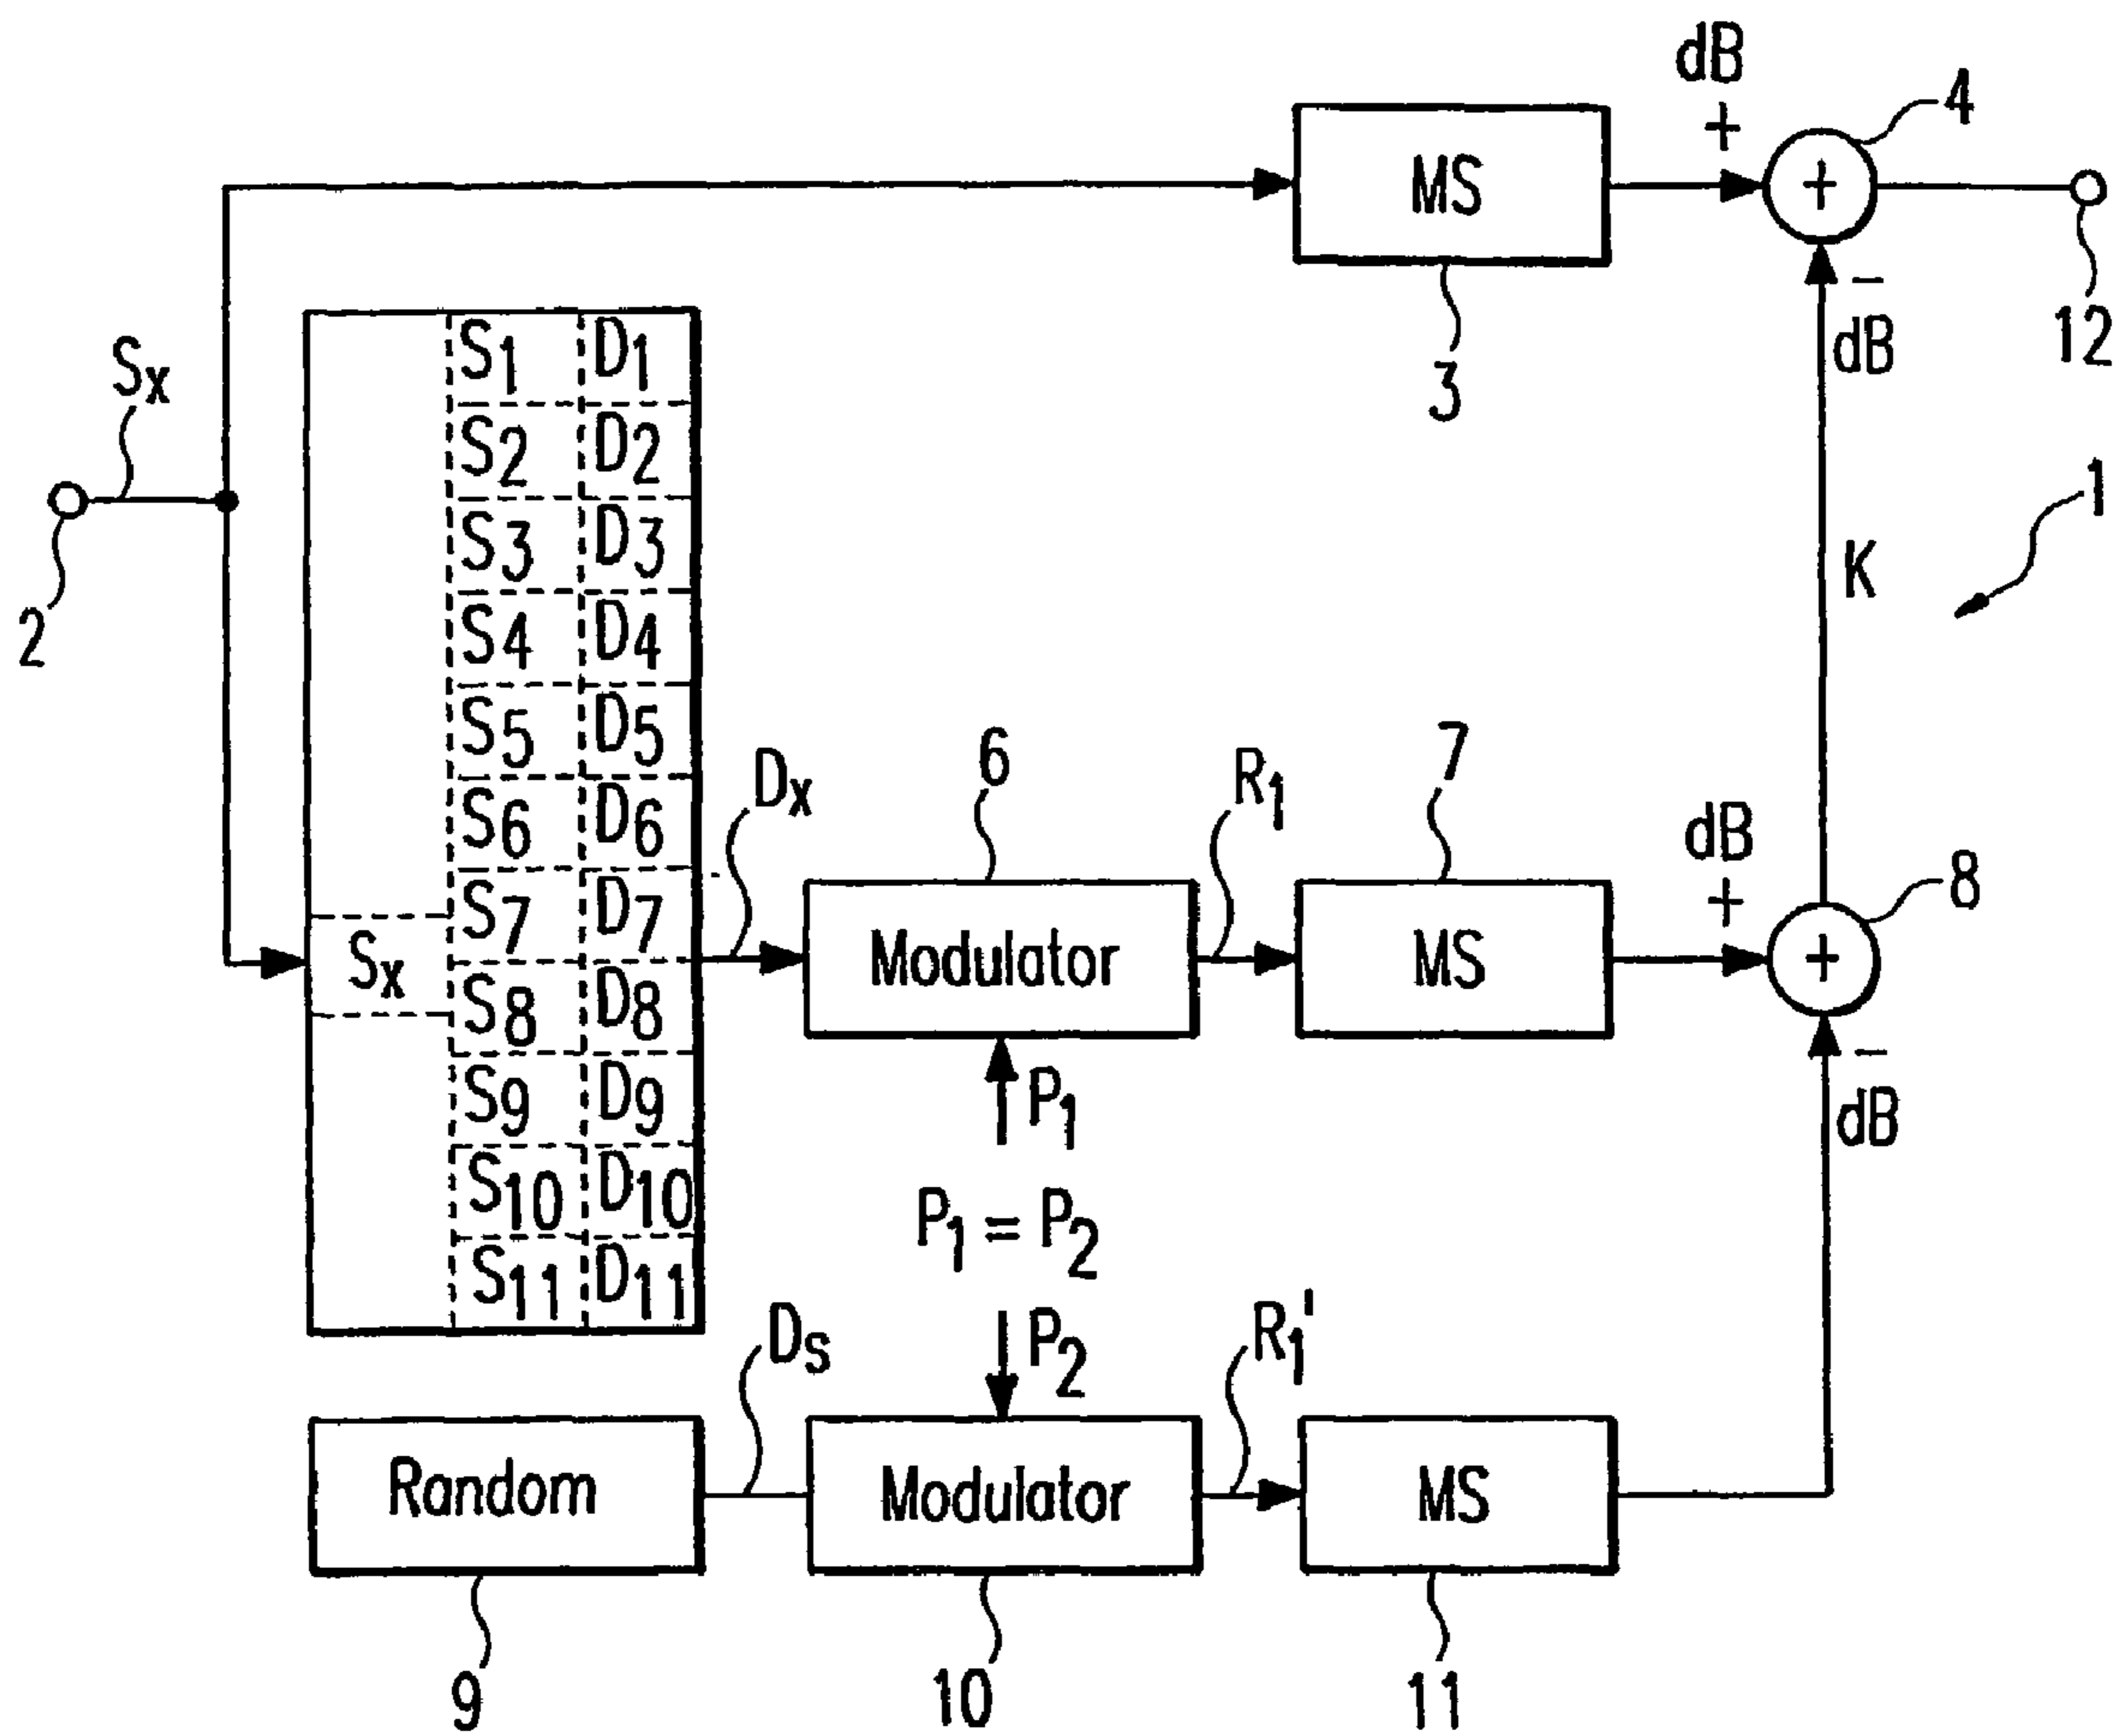 dB
+
4
MS
+
12
−
dB
3
Sx
2
S1 D1
S2 D2
S3 D3
S4 D4
S5 D5
S6 D6
S7 D7
S8 D8
S9 D9
S10 D10
S11 D11
Sx
K
1
Dx
6
R1
7
dB
+
8
Modulator
MS
+
−
dB
P1
P1 = P2
P2
Ds
R1'
Random
Modulator
MS
9
10
11